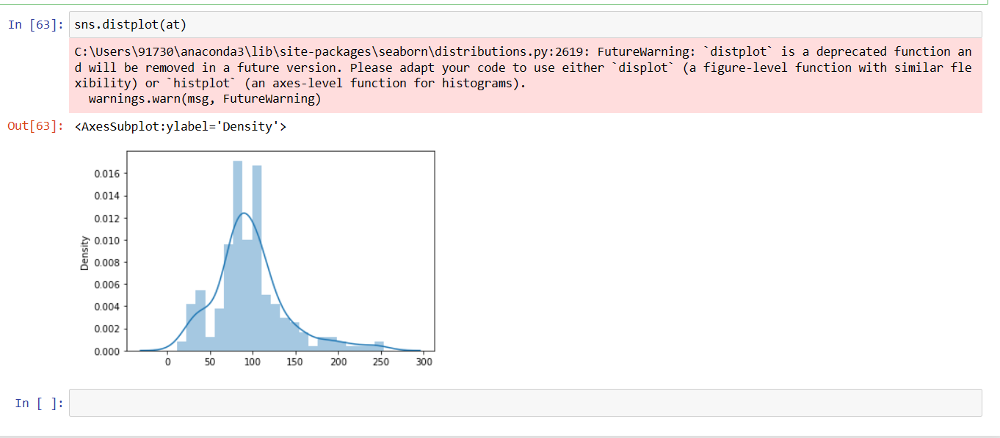 In [63]: sns.distplot(at)
C:\Users\91730\anaconda3\lib\site-packages\seaborn\distributions.py:2619: FutureWarning: `distplot` is a deprecated function an
d will be removed in a future version. Please adapt your code to use either `displot` (a figure-level function with similar fle
xibility) or `histplot` (an axes-level function for histograms).
  warnings.warn(msg, FutureWarning)
Out[63]: <AxesSubplot:ylabel='Density'>
Density
0.016
0.014
0.012
0.010
0.008
0.006
0.004
0.002
0.000
0 50 100 150 200 250 300
In [ ]: